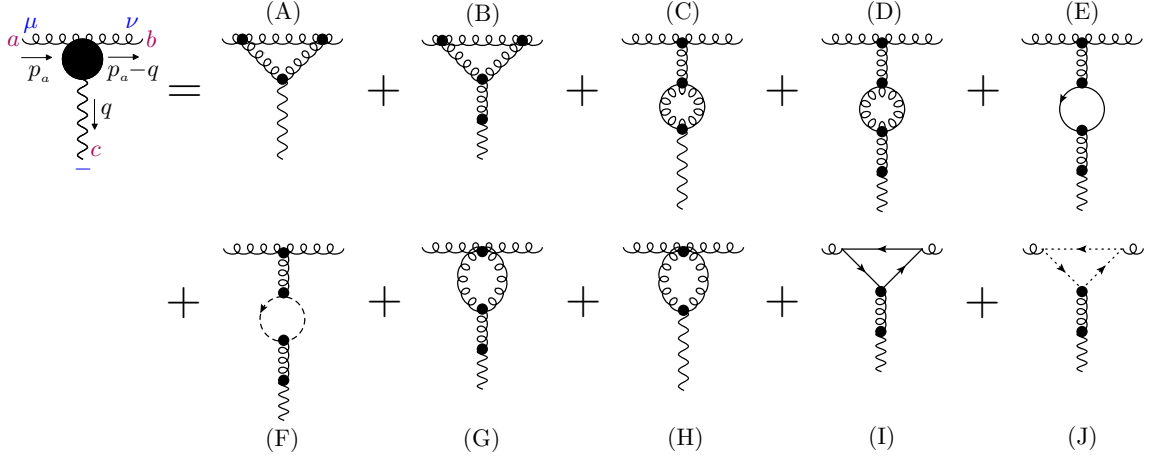 (A) (B) (C) (D) (E)
a μ ν b
p_a p_a−q
q
c
−
= + + + +
+ + + + +
(F) (G) (H) (I) (J)